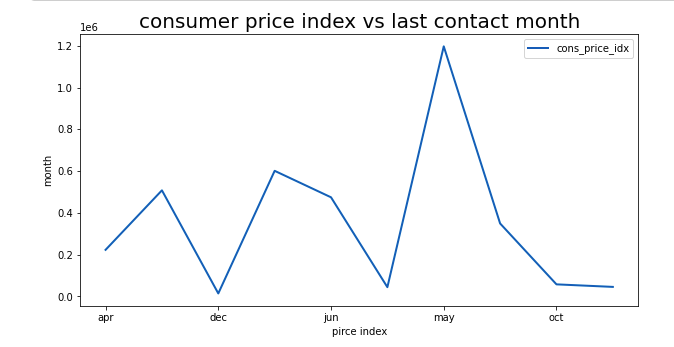 consumer price index vs last contact month
1e6
cons_price_idx
1.2
1.0
0.8
0.6
0.4
0.2
0.0
month
apr dec jun may oct
pirce index